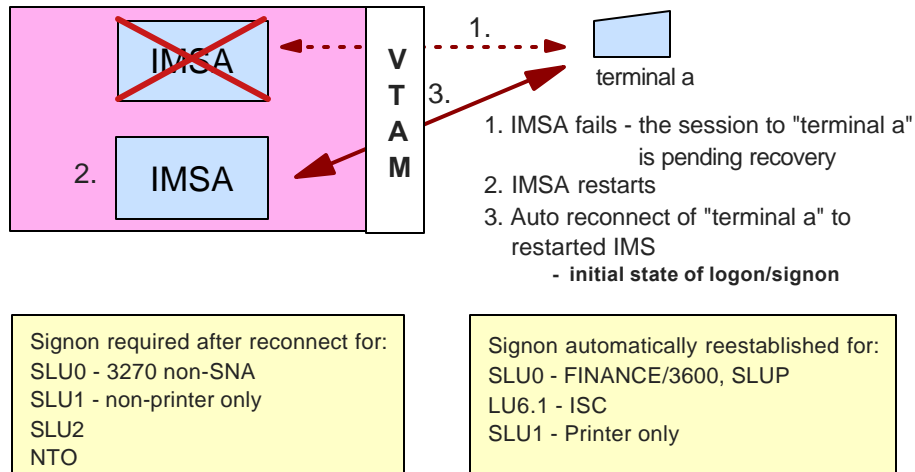 IMSA
V
T
A
M
1.
terminal a
3.
2.
IMSA
1. IMSA fails - the session to "terminal a"
is pending recovery
2. IMSA restarts
3. Auto reconnect of "terminal a" to
restarted IMS
- initial state of logon/signon
Signon required after reconnect for:
SLU0 - 3270 non-SNA
SLU1 - non-printer only
SLU2
NTO
Signon automatically reestablished for:
SLU0 - FINANCE/3600, SLUP
LU6.1 - ISC
SLU1 - Printer only